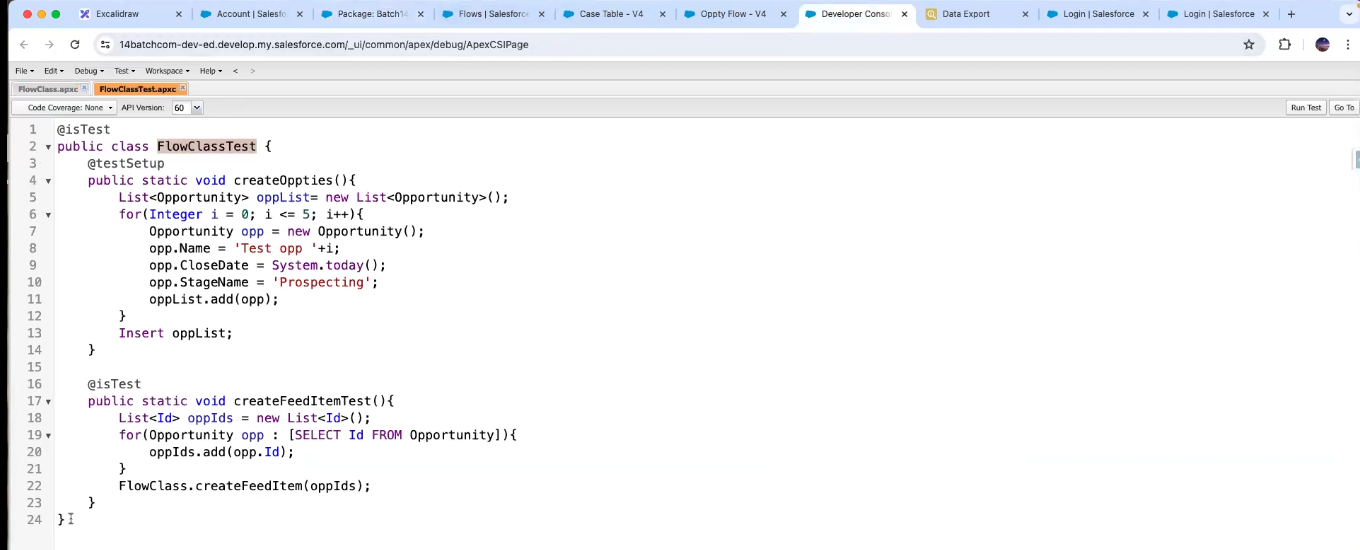 Excalidraw
Account | Salesfo
Package: Batch14
Flows | Salesforce
Case Table - V4
Oppty Flow - V4
Developer Conso
Data Export
Login | Salesforce
Login | Salesforce
14batchcom-dev-ed.develop.my.salesforce.com/_ui/common/apex/debug/ApexCSIPage
File Edit Debug Test Workspace Help < >
FlowClass.apxc FlowClassTest.apxc
Code Coverage: None API Version: 60 Run Test Go To
1 @isTest
2 public class FlowClassTest {
3 @testSetup
4 public static void createOppties(){
5 List<Opportunity> oppList= new List<Opportunity>();
6 for(Integer i = 0; i <= 5; i++){
7 Opportunity opp = new Opportunity();
8 opp.Name = 'Test opp '+i;
9 opp.CloseDate = System.today();
10 opp.StageName = 'Prospecting';
11 oppList.add(opp);
12 }
13 Insert oppList;
14 }
15
16 @isTest
17 public static void createFeedItemTest(){
18 List<Id> oppIds = new List<Id>();
19 for(Opportunity opp : [SELECT Id FROM Opportunity]){
20 oppIds.add(opp.Id);
21 }
22 FlowClass.createFeedItem(oppIds);
23 }
24 }